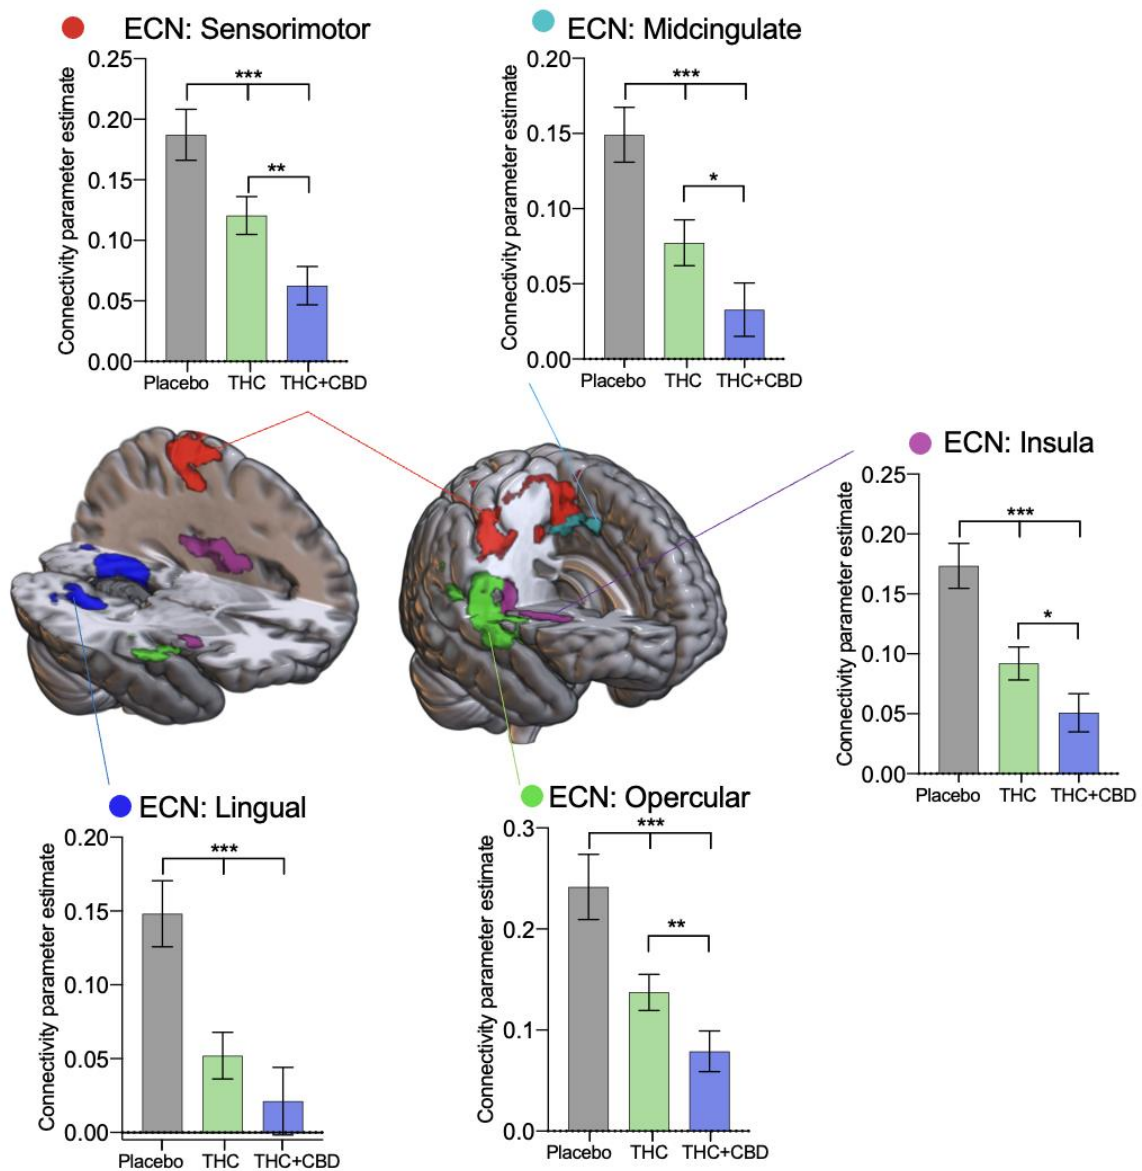 ECN: Sensorimotor
Connectivity parameter estimate
0.25
0.20
0.15
0.10
0.05
0.00
***
**
Placebo THC THC+CBD
ECN: Midcingulate
Connectivity parameter estimate
0.20
0.15
0.10
0.05
0.00
***
*
Placebo THC THC+CBD
ECN: Insula
Connectivity parameter estimate
0.25
0.20
0.15
0.10
0.05
0.00
***
*
Placebo THC THC+CBD
ECN: Lingual
Connectivity parameter estimate
0.20
0.15
0.10
0.05
0.00
***
Placebo THC THC+CBD
ECN: Opercular
Connectivity parameter estimate
0.3
0.2
0.1
0.0
***
**
Placebo THC THC+CBD